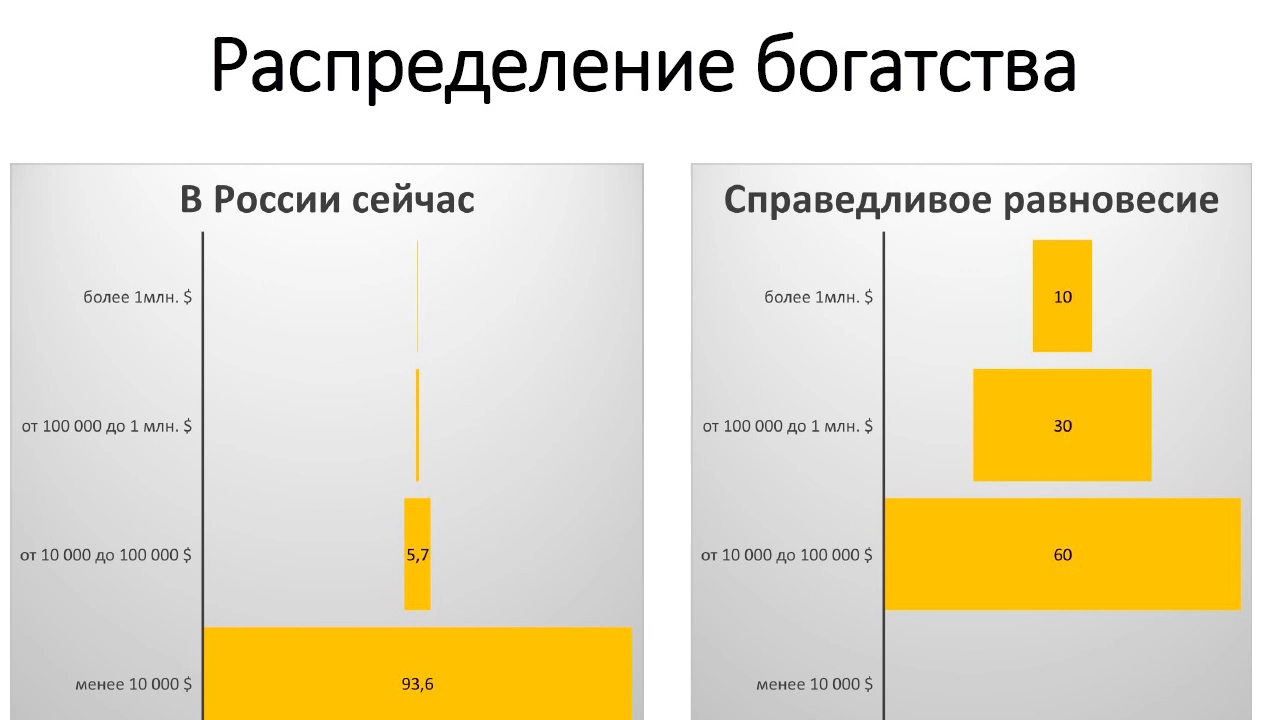 Распределение богатства
В России сейчас
более 1млн. $
от 100 000 до 1 млн. $
от 10 000 до 100 000 $
5,7
менее 10 000 $
93,6
Справедливое равновесие
более 1млн. $
10
от 100 000 до 1 млн. $
30
от 10 000 до 100 000 $
60
менее 10 000 $